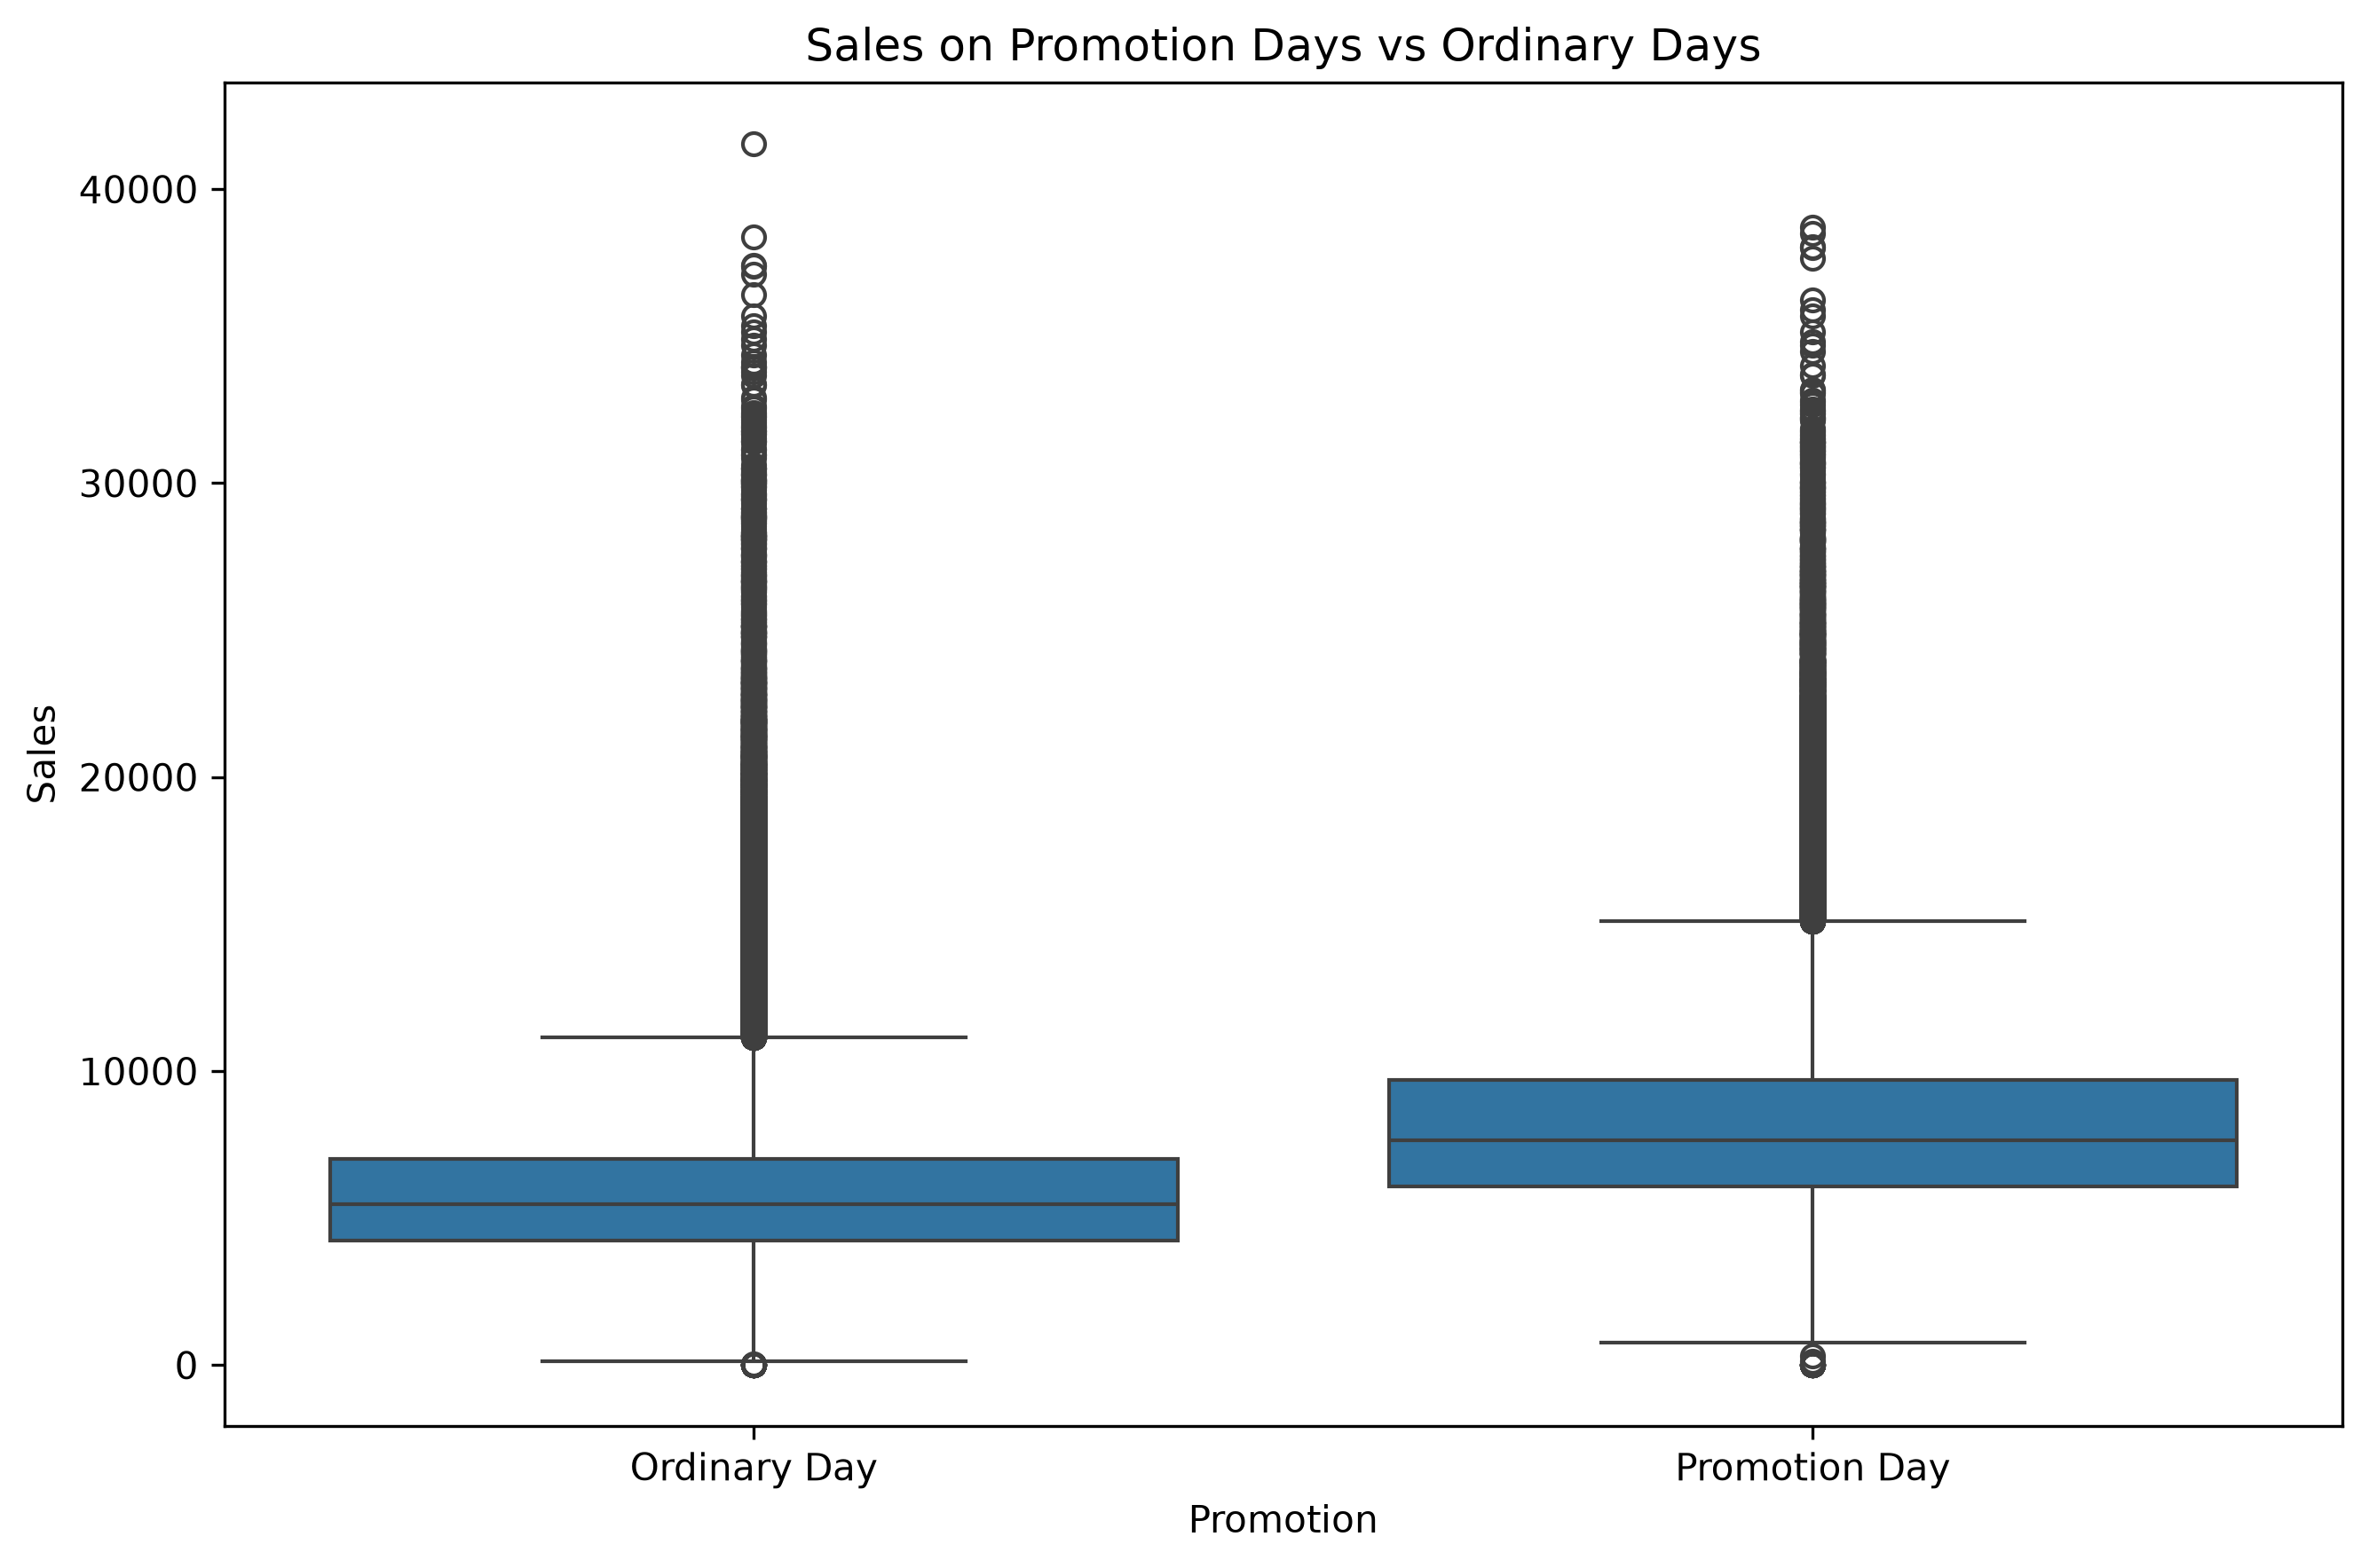 Sales on Promotion Days vs Ordinary Days
Sales
40000
30000
20000
10000
0
Ordinary Day
Promotion Day
Promotion